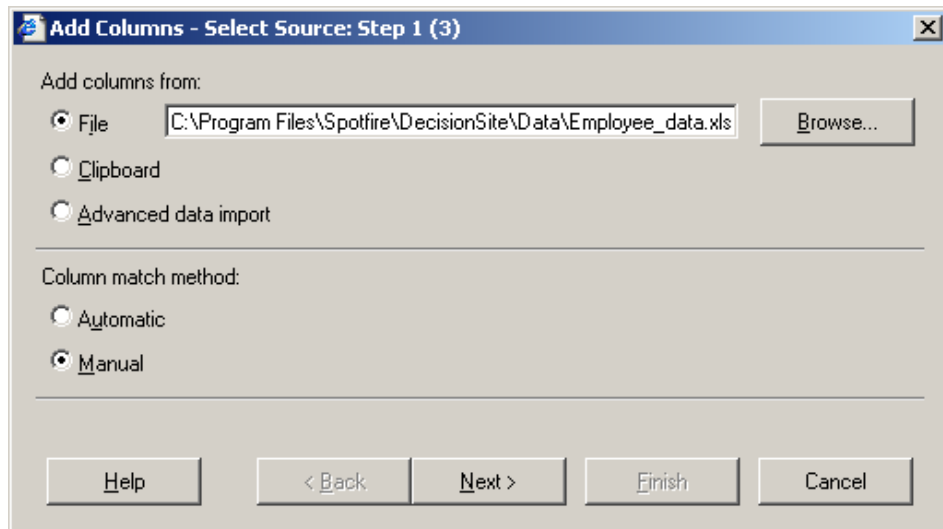 Add Columns - Select Source: Step 1 (3)
Add columns from:
File C:\Program Files\Spotfire\DecisionSite\Data\Employee_data.xls Browse...
Clipboard
Advanced data import
Column match method:
Automatic
Manual
Help < Back Next > Finish Cancel